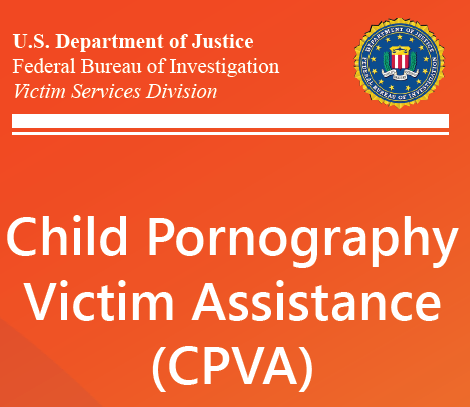 U.S. Department of Justice
Federal Bureau of Investigation
Victim Services Division
DEPARTMENT OF JUSTICE
FEDERAL BUREAU OF INVESTIGATION
Child Pornography
Victim Assistance
(CPVA)